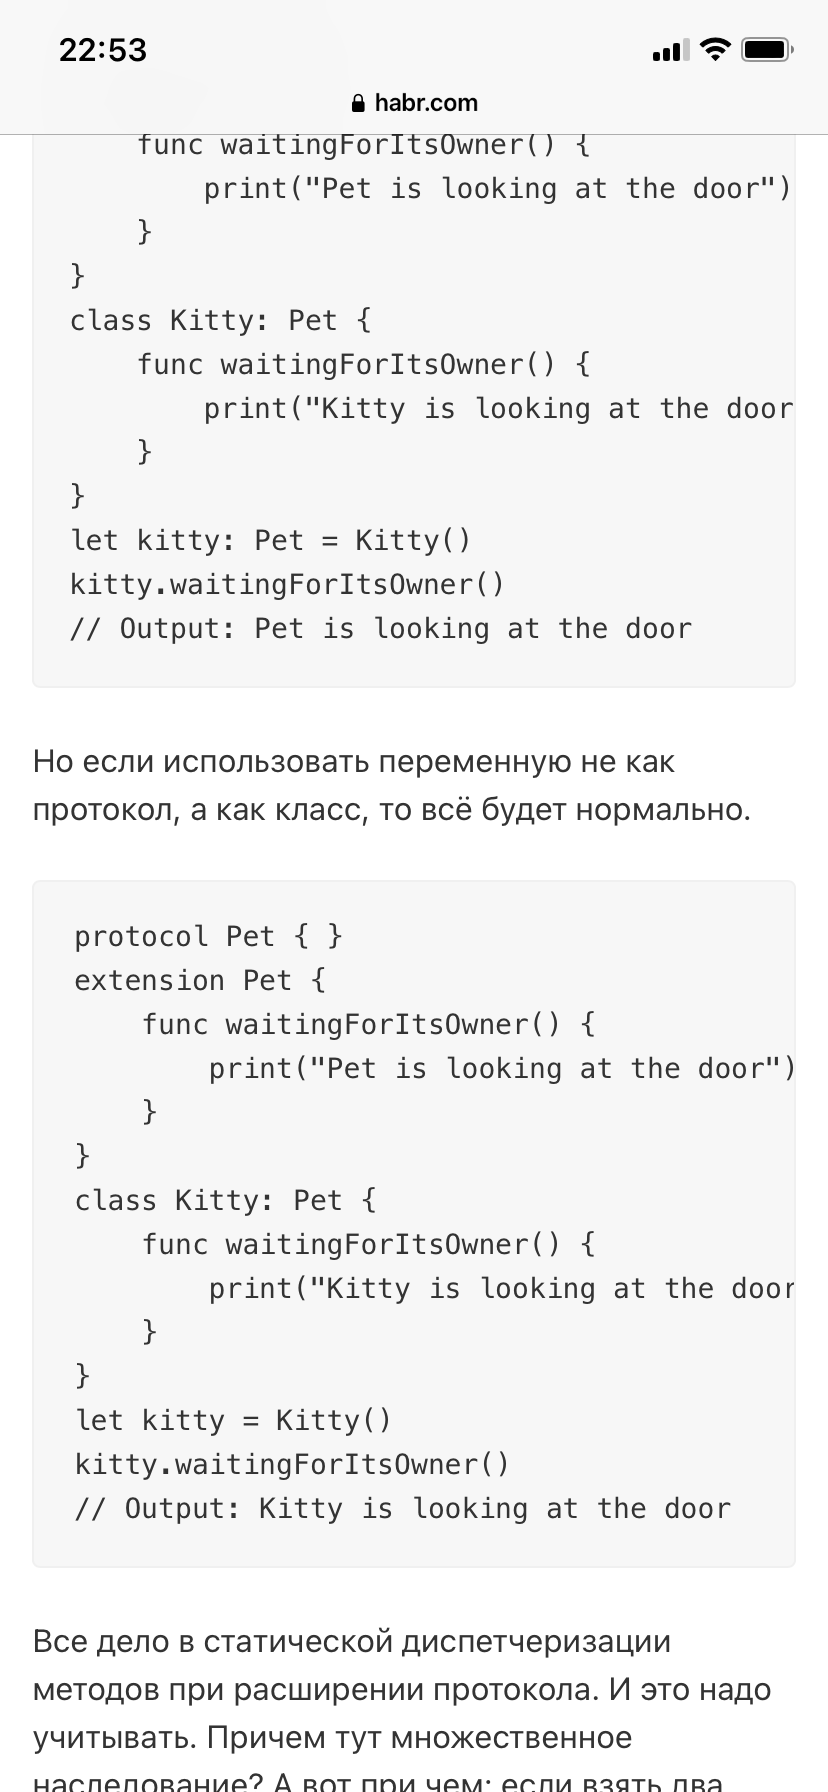 22:53
habr.com
    func waitingForItsOwner() {
        print("Pet is looking at the door")
    }
}
class Kitty: Pet {
    func waitingForItsOwner() {
        print("Kitty is looking at the door
    }
}
let kitty: Pet = Kitty()
kitty.waitingForItsOwner()
// Output: Pet is looking at the door
Но если использовать переменную не как
протокол, а как класс, то всё будет нормально.
protocol Pet { }
extension Pet {
    func waitingForItsOwner() {
        print("Pet is looking at the door")
    }
}
class Kitty: Pet {
    func waitingForItsOwner() {
        print("Kitty is looking at the door
    }
}
let kitty = Kitty()
kitty.waitingForItsOwner()
// Output: Kitty is looking at the door
Все дело в статической диспетчеризации
методов при расширении протокола. И это надо
учитывать. Причем тут множественное
наследование? А вот при чем: если взять два